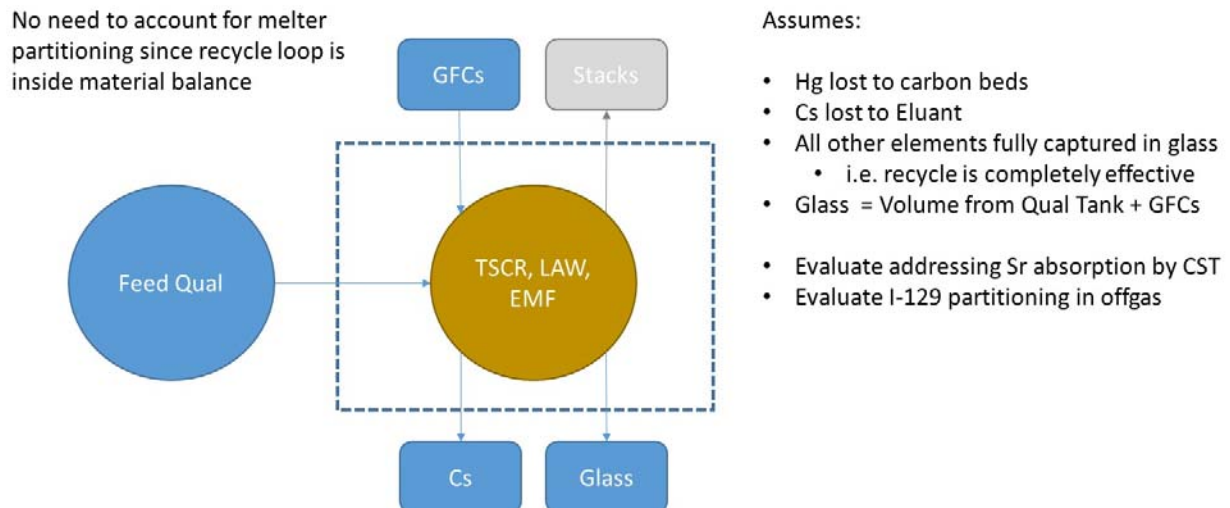 No need to account for melter
partitioning since recycle loop is
inside material balance
GFCs
Stacks
Feed Qual
TSCR, LAW,
EMF
Cs
Glass
Assumes:
• Hg lost to carbon beds
• Cs lost to Eluant
• All other elements fully captured in glass
• i.e. recycle is completely effective
• Glass = Volume from Qual Tank + GFCs
• Evaluate addressing Sr absorption by CST
• Evaluate I-129 partitioning in offgas